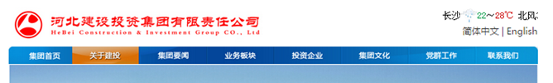 河北建设投资集团有限责任公司
HeBei Construction & Investment Group CO., Ltd
长沙 22～28℃ 北风
简体中文 | English
集团首页 关于建投 集团要闻 业务板块 投资企业 集团文化 党群工作 联系我们